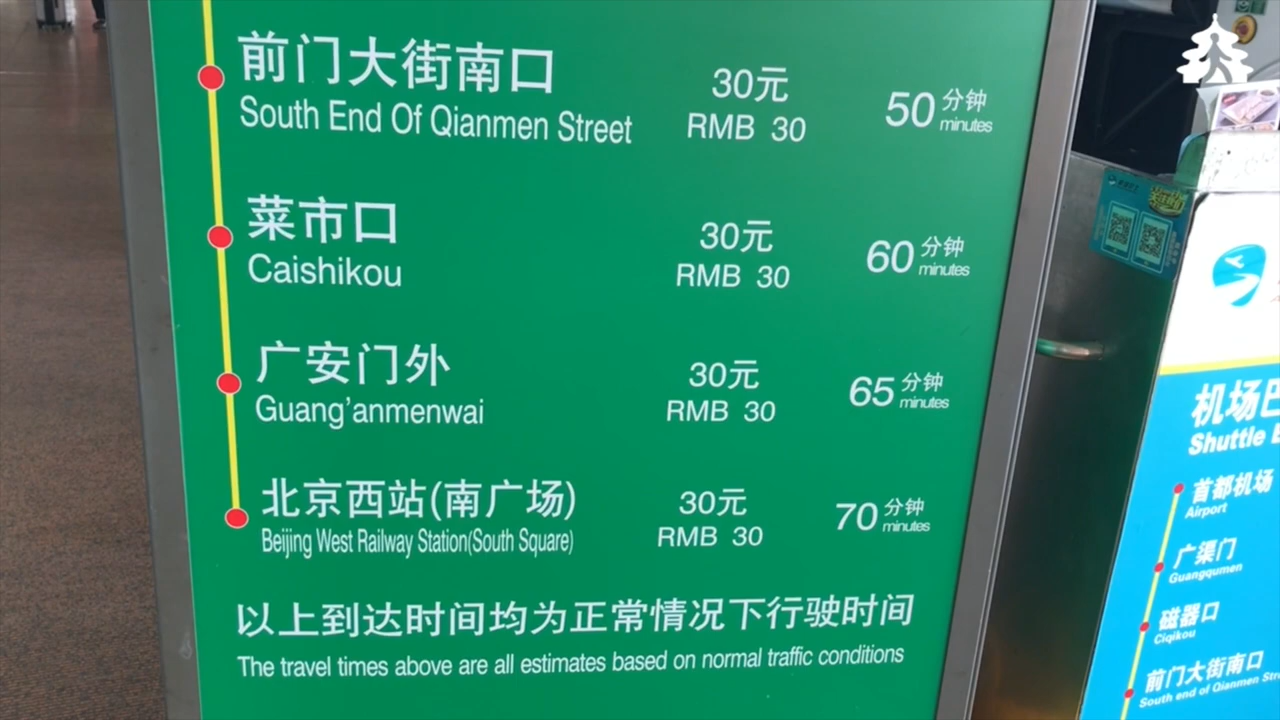 前门大街南口 30元 50 分钟
South End Of Qianmen Street RMB 30 minutes
菜市口 30元 60 分钟
Caishikou RMB 30 minutes
广安门外 30元 65 分钟
Guang'anmenwai RMB 30 minutes
北京西站(南广场) 30元 70 分钟
Beijing West Railway Station(South Square) RMB 30 minutes
以上到达时间均为正常情况下行驶时间
The travel times above are all estimates based on normal traffic conditions
机场巴
Shuttle
首都机场
Airport
广渠门
Guangqumen
磁器口
Ciqikou
前门大街南口
South end of Qianmen